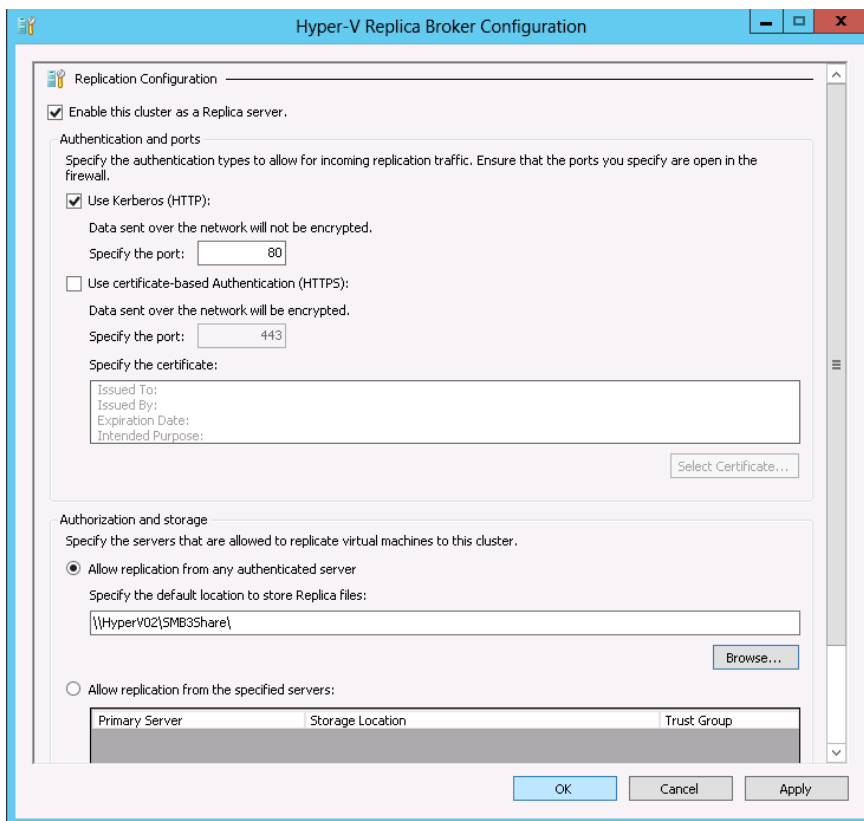 Hyper-V Replica Broker Configuration
Replication Configuration
Enable this cluster as a Replica server.
Authentication and ports
Specify the authentication types to allow for incoming replication traffic. Ensure that the ports you specify are open in the
firewall.
Use Kerberos (HTTP):
Data sent over the network will not be encrypted.
Specify the port: 80
Use certificate-based Authentication (HTTPS):
Data sent over the network will be encrypted.
Specify the port: 443
Specify the certificate:
Issued To:
Issued By:
Expiration Date:
Intended Purpose:
Select Certificate...
Authorization and storage
Specify the servers that are allowed to replicate virtual machines to this cluster.
Allow replication from any authenticated server
Specify the default location to store Replica files:
\\HyperV02\SMB3Share\
Browse...
Allow replication from the specified servers:
Primary Server Storage Location Trust Group
OK Cancel Apply